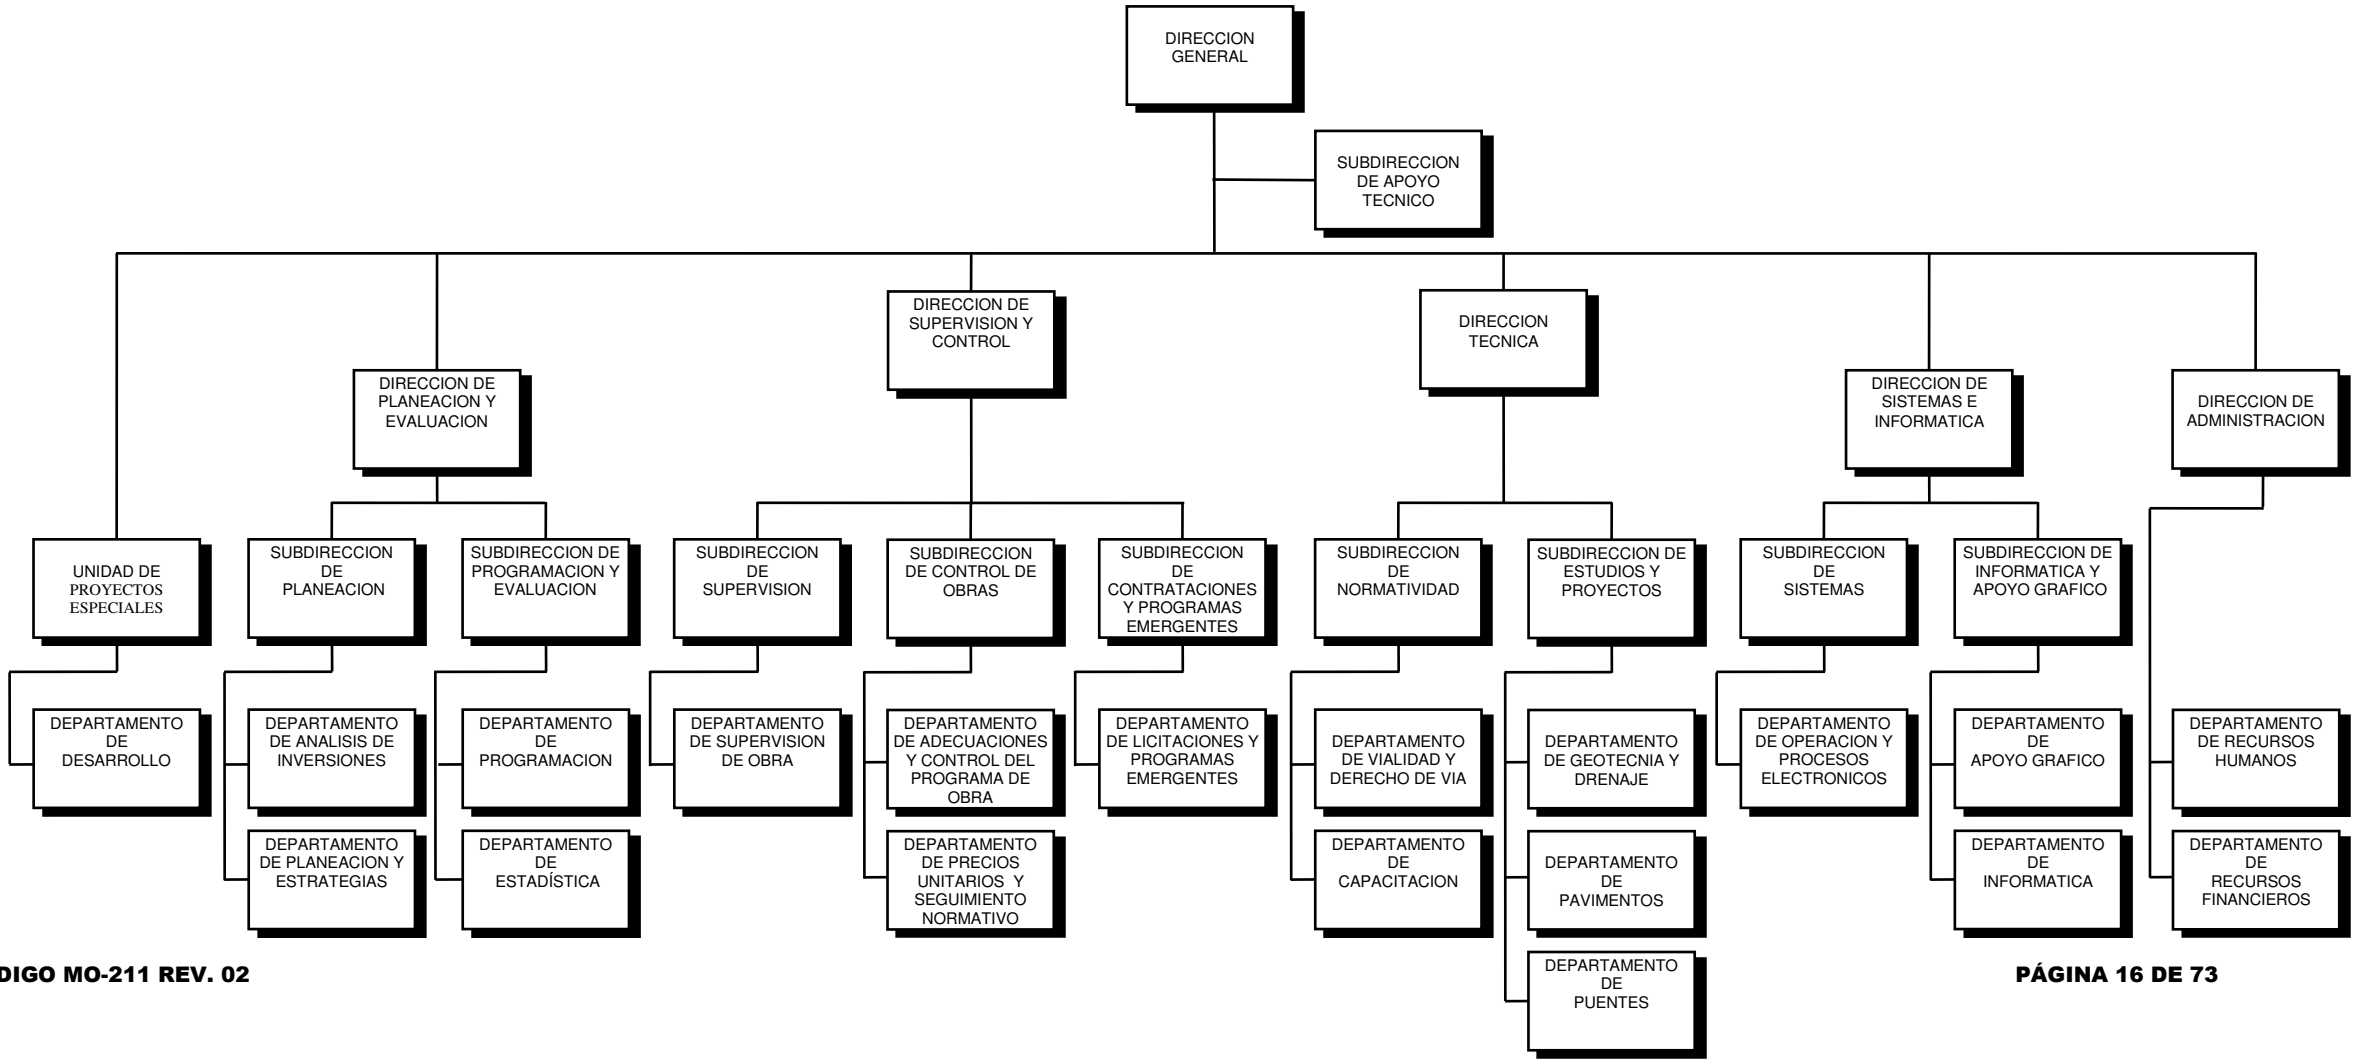 DIRECCION
GENERAL
SUBDIRECCION
DE APOYO
TECNICO
DIRECCION DE
SUPERVISION Y
CONTROL
DIRECCION
TECNICA
DIRECCION DE
PLANEACION Y
EVALUACION
DIRECCION DE
SISTEMAS E
INFORMATICA
DIRECCION DE
ADMINISTRACION
UNIDAD DE
PROYECTOS
ESPECIALES
SUBDIRECCION
DE
PLANEACION
SUBDIRECCION DE
PROGRAMACION Y
EVALUACION
SUBDIRECCION
DE
SUPERVISION
SUBDIRECCION
DE CONTROL DE
OBRAS
SUBDIRECCION
DE
CONTRATACIONES
Y PROGRAMAS
EMERGENTES
SUBDIRECCION
DE
NORMATIVIDAD
SUBDIRECCION DE
ESTUDIOS Y
PROYECTOS
SUBDIRECCION
DE
SISTEMAS
SUBDIRECCION DE
INFORMATICA Y
APOYO GRAFICO
DEPARTAMENTO
DE
DESARROLLO
DEPARTAMENTO
DE ANALISIS DE
INVERSIONES
DEPARTAMENTO
DE
PROGRAMACION
DEPARTAMENTO
DE SUPERVISION
DE OBRA
DEPARTAMENTO
DE ADECUACIONES
Y CONTROL DEL
PROGRAMA DE
OBRA
DEPARTAMENTO
DE LICITACIONES Y
PROGRAMAS
EMERGENTES
DEPARTAMENTO
DE VIALIDAD Y
DERECHO DE VIA
DEPARTAMENTO
DE GEOTECNIA Y
DRENAJE
DEPARTAMENTO
DE OPERACION Y
PROCESOS
ELECTRONICOS
DEPARTAMENTO
DE
APOYO GRAFICO
DEPARTAMENTO
DE RECURSOS
HUMANOS
DEPARTAMENTO
DE PLANEACION Y
ESTRATEGIAS
DEPARTAMENTO
DE
ESTADÍSTICA
DEPARTAMENTO
DE PRECIOS
UNITARIOS Y
SEGUIMIENTO
NORMATIVO
DEPARTAMENTO
DE
CAPACITACION
DEPARTAMENTO
DE
PAVIMENTOS
DEPARTAMENTO
DE
INFORMATICA
DEPARTAMENTO
DE
RECURSOS
FINANCIEROS
DEPARTAMENTO
DE
PUENTES
DIGO MO-211 REV. 02
PÁGINA 16 DE 73